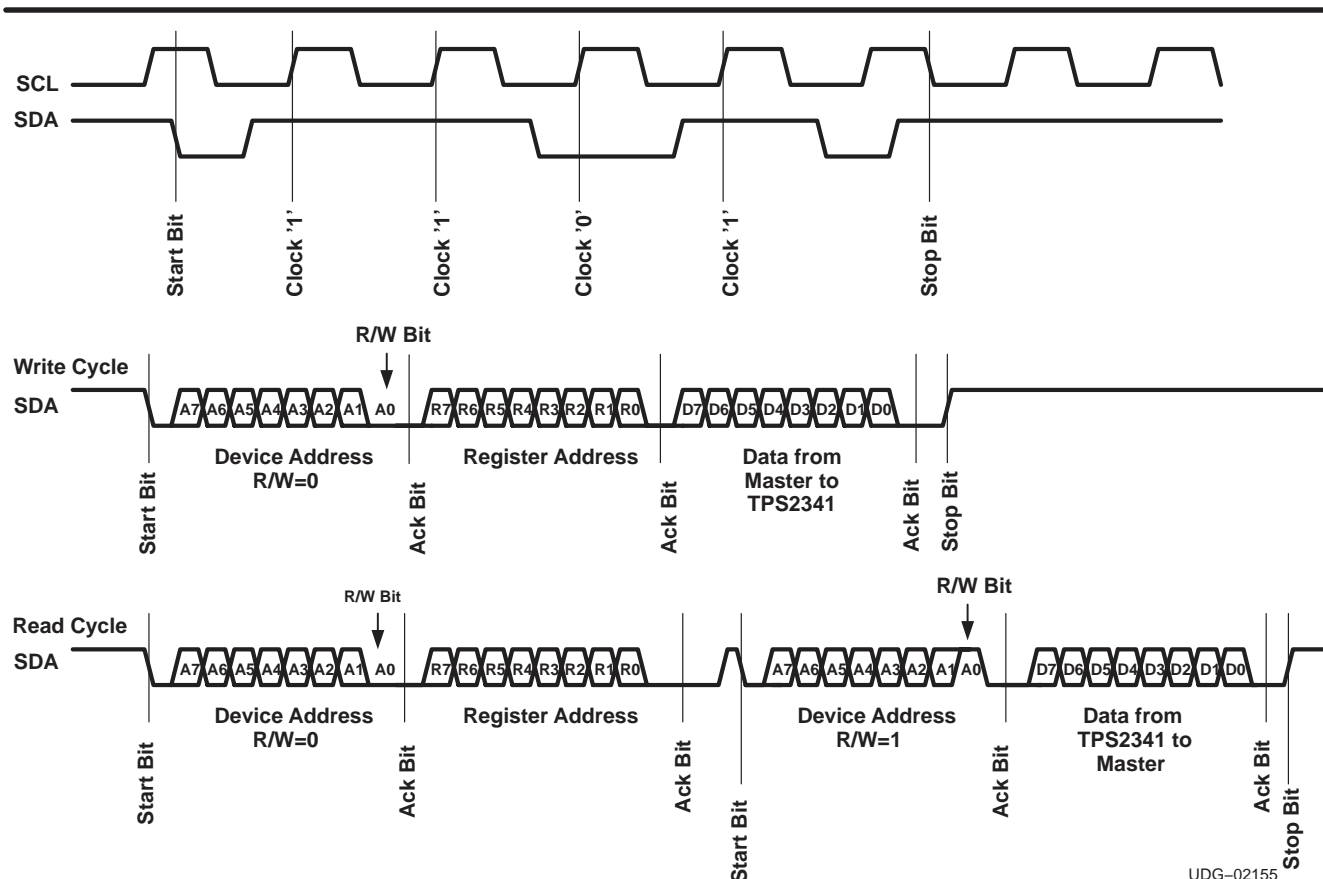 SCL
SDA
Start Bit
Clock '1'
Clock '1'
Clock '0'
Clock '1'
Stop Bit
R/W Bit
Write Cycle
SDA
A7 A6 A5 A4 A3 A2 A1 A0 R7 R6 R5 R4 R3 R2 R1 R0 D7 D6 D5 D4 D3 D2 D1 D0
Device Address
R/W=0
Register Address
Data from
Master to
TPS2341
Start Bit
Ack Bit
Ack Bit
Ack Bit
Stop Bit
R/W Bit
R/W Bit
Read Cycle
SDA
A7 A6 A5 A4 A3 A2 A1 A0 R7 R6 R5 R4 R3 R2 R1 R0 A7 A6 A5 A4 A3 A2 A1 A0 D7 D6 D5 D4 D3 D2 D1 D0
Device Address
R/W=0
Register Address
Device Address
R/W=1
Data from
TPS2341 to
Master
Start Bit
Ack Bit
Ack Bit
Start Bit
Ack Bit
Ack Bit
Stop Bit
UDG–02155